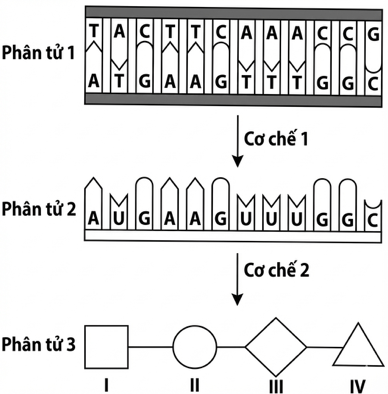 T A C T T C A A A C C G
Phân tử 1
A T G A A G T T T G G C
Cơ chế 1
Phân tử 2
A U G A A G U U U G G C
Cơ chế 2
Phân tử 3
I II III IV